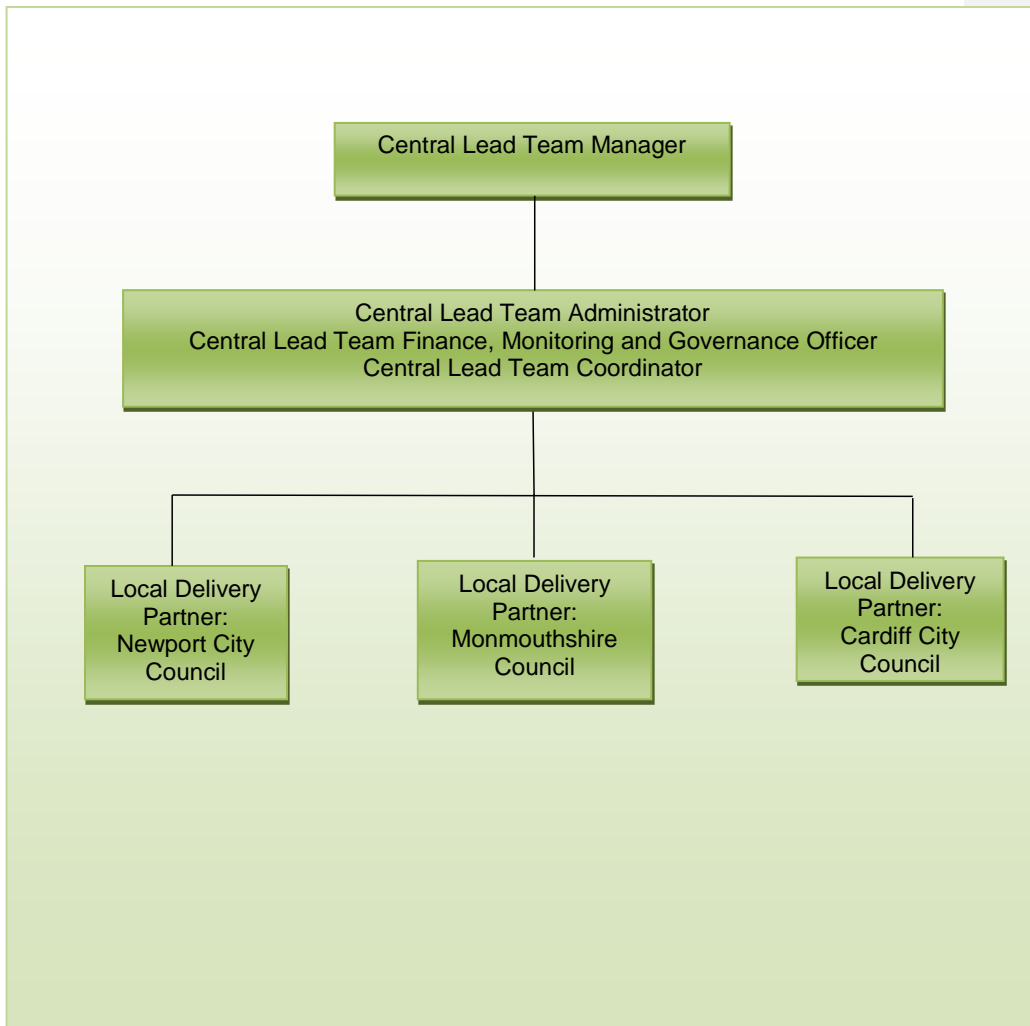 Central Lead Team Manager
Central Lead Team Administrator
Central Lead Team Finance, Monitoring and Governance Officer
Central Lead Team Coordinator
Local Delivery
Partner:
Newport City
Council
Local Delivery
Partner:
Monmouthshire
Council
Local Delivery
Partner:
Cardiff City
Council